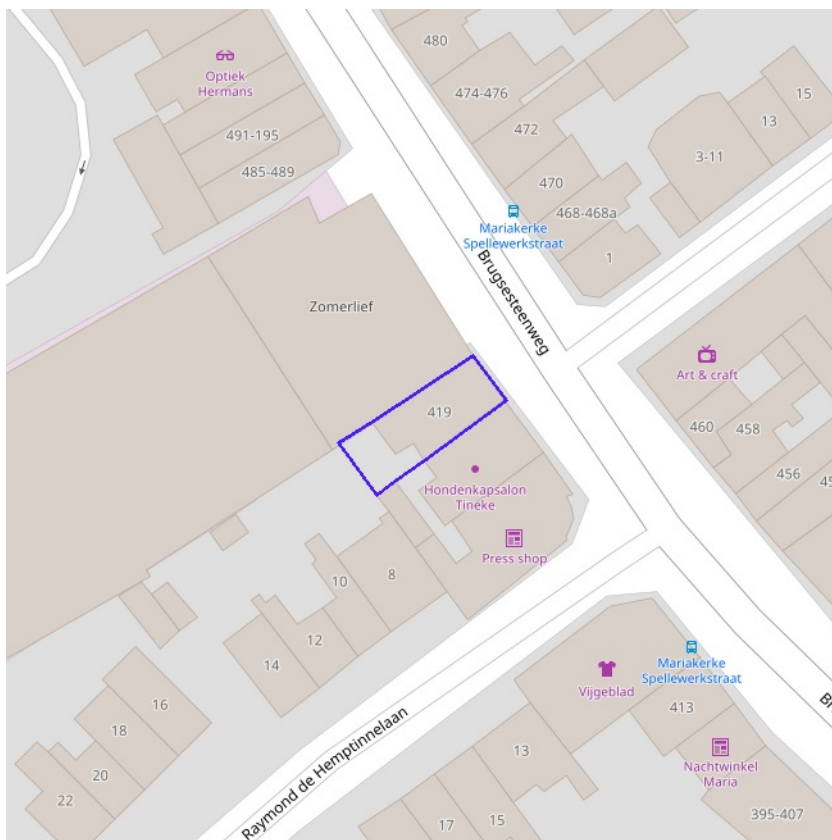 480
Optiek
Hermans
474-476
15
13
472
491-195
3-11
485-489
470
468-468a
Mariakerke
Spellewerkstraat
1
Brugsesteenweg
Zomerlief
Art & craft
419
460
458
456
Hondenkapsalon
Tineke
Press shop
10
8
12
14
Mariakerke
Spellewerkstraat
Vijgeblad
16
413
18
Raymond de Hemptinnelaan
13
Nachtwinkel
Maria
20
22
15
17
395-407